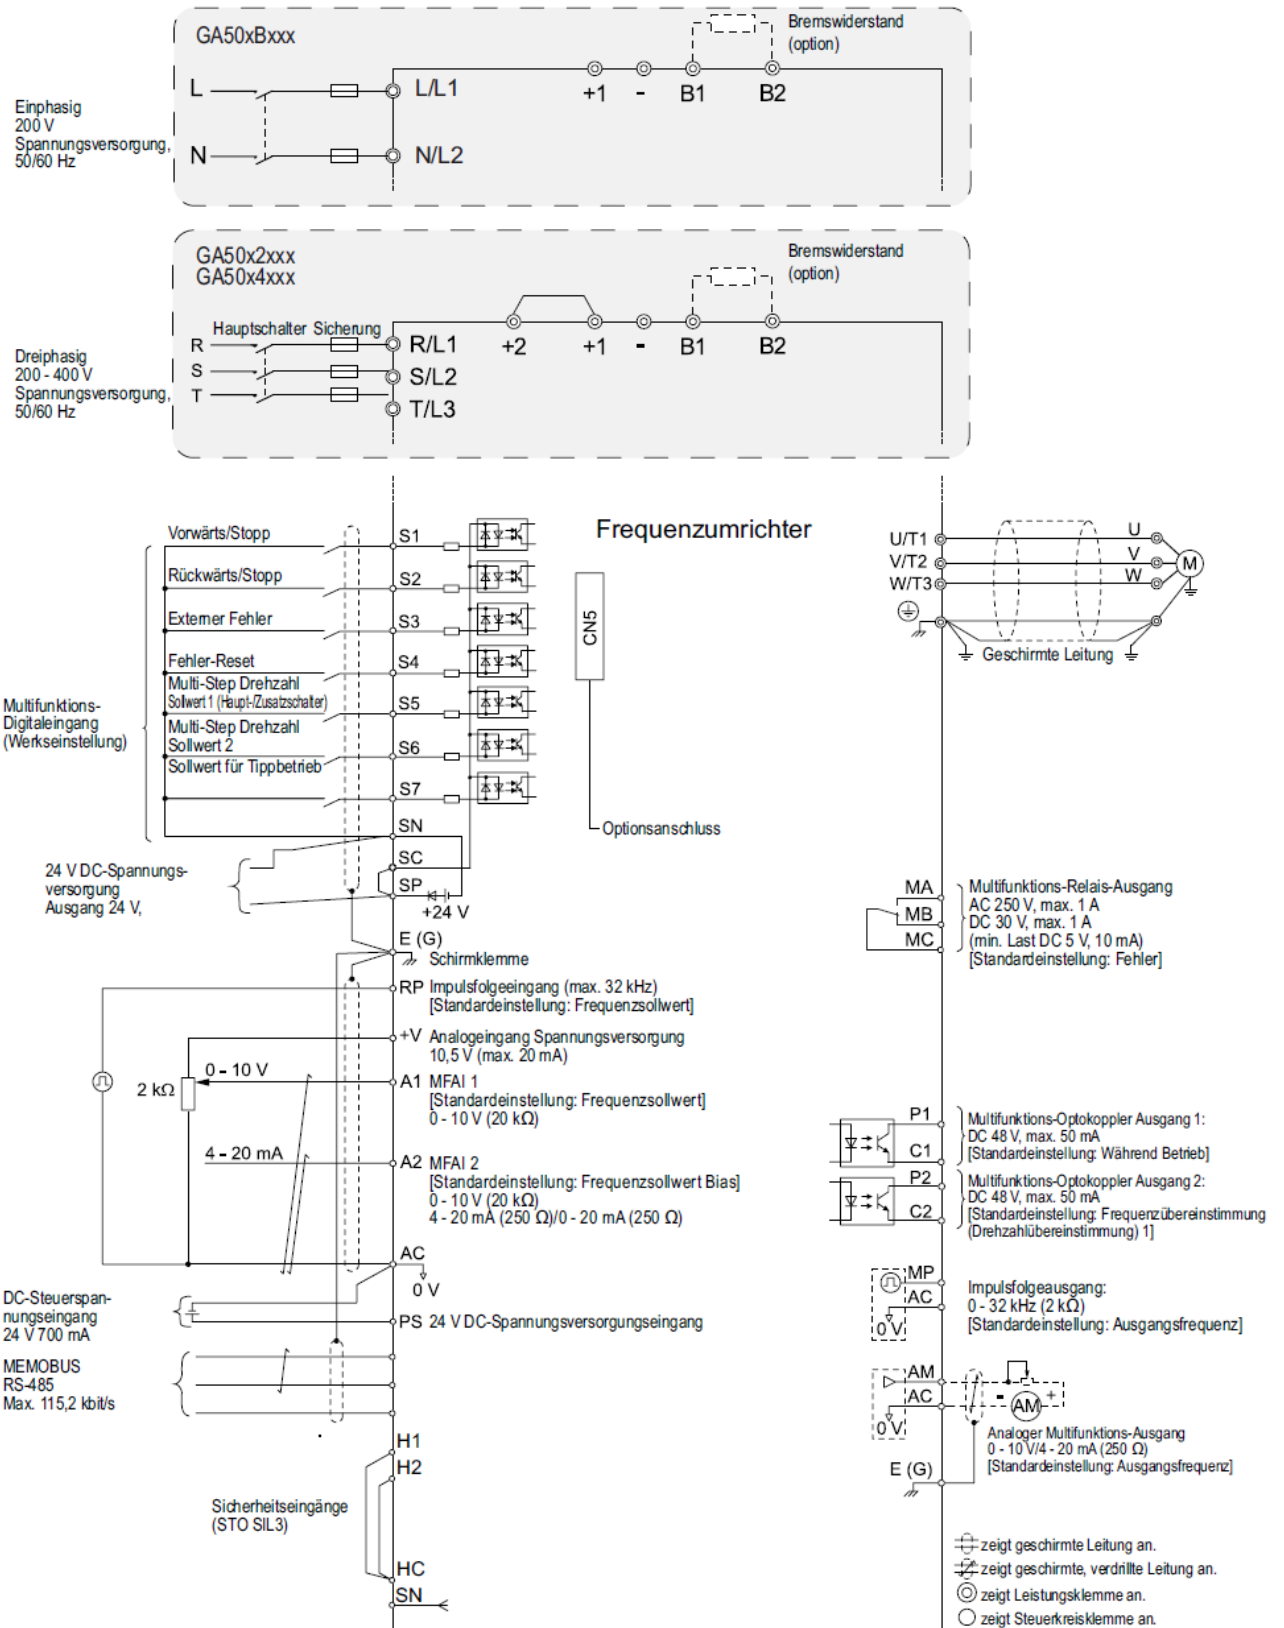 GA50xBxxx
Bremswiderstand
(option)
Einphasig
200 V
Spannungsversorgung,
50/60 Hz
L
L/L1
+1
-
B1
B2
N
N/L2
GA50x2xxx
GA50x4xxx
Bremswiderstand
(option)
Dreiphasig
200 - 400 V
Spannungsversorgung,
50/60 Hz
Hauptschalter Sicherung
R
R/L1
+2
+1
-
B1
B2
S
S/L2
T
T/L3
Frequenzumrichter
Multifunktions-
Digitaleingang
(Werkseinstellung)
Vorwärts/Stopp
S1
Rückwärts/Stopp
S2
Externer Fehler
S3
Fehler-Reset
S4
Multi-Step Drehzahl
Sollwert 1 (Haupt-/Zusatzschalter)
S5
Multi-Step Drehzahl
Sollwert 2
S6
Sollwert für Tippbetrieb
S7
SN
SC
SP
+24 V
24 V DC-Spannungs-
versorgung
Ausgang 24 V,
CN5
Optionsanschluss
U/T1
U
V/T2
V
W/T3
W
M
Geschirmte Leitung
MA
MB
MC
Multifunktions-Relais-Ausgang
AC 250 V, max. 1 A
DC 30 V, max. 1 A
(min. Last DC 5 V, 10 mA)
[Standardeinstellung: Fehler]
E (G)
Schirmklemme
RP
Impulsfolgeeingang (max. 32 kHz)
[Standardeinstellung: Frequenzsollwert]
+V
Analogeingang Spannungsversorgung
10,5 V (max. 20 mA)
2 kΩ
0 - 10 V
A1
MFAI 1
[Standardeinstellung: Frequenzsollwert]
0 - 10 V (20 kΩ)
4 - 20 mA
A2
MFAI 2
[Standardeinstellung: Frequenzsollwert Bias]
0 - 10 V (20 kΩ)
4 - 20 mA (250 Ω)/0 - 20 mA (250 Ω)
AC
0 V
P1
C1
Multifunktions-Optokoppler Ausgang 1:
DC 48 V, max. 50 mA
[Standardeinstellung: Während Betrieb]
P2
C2
Multifunktions-Optokoppler Ausgang 2:
DC 48 V, max. 50 mA
[Standardeinstellung: Frequenzübereinstimmung
(Drehzahlübereinstimmung) 1]
DC-Steuerspan-
nungseingang
24 V 700 mA
PS
24 V DC-Spannungsversorgungseingang
MP
AC
0 V
Impulsfolgeausgang:
0 - 32 kHz (2 kΩ)
[Standardeinstellung: Ausgangsfrequenz]
MEMOBUS
RS-485
Max. 115,2 kbit/s
AM
AC
0 V
-
AM
+
Analoger Multifunktions-Ausgang
0 - 10 V/4 - 20 mA (250 Ω)
[Standardeinstellung: Ausgangsfrequenz]
E (G)
H1
H2
Sicherheitseingänge
(STO SIL3)
HC
SN
zeigt geschirmte Leitung an.
zeigt geschirmte, verdrillte Leitung an.
zeigt Leistungsklemme an.
zeigt Steuerkreisklemme an.